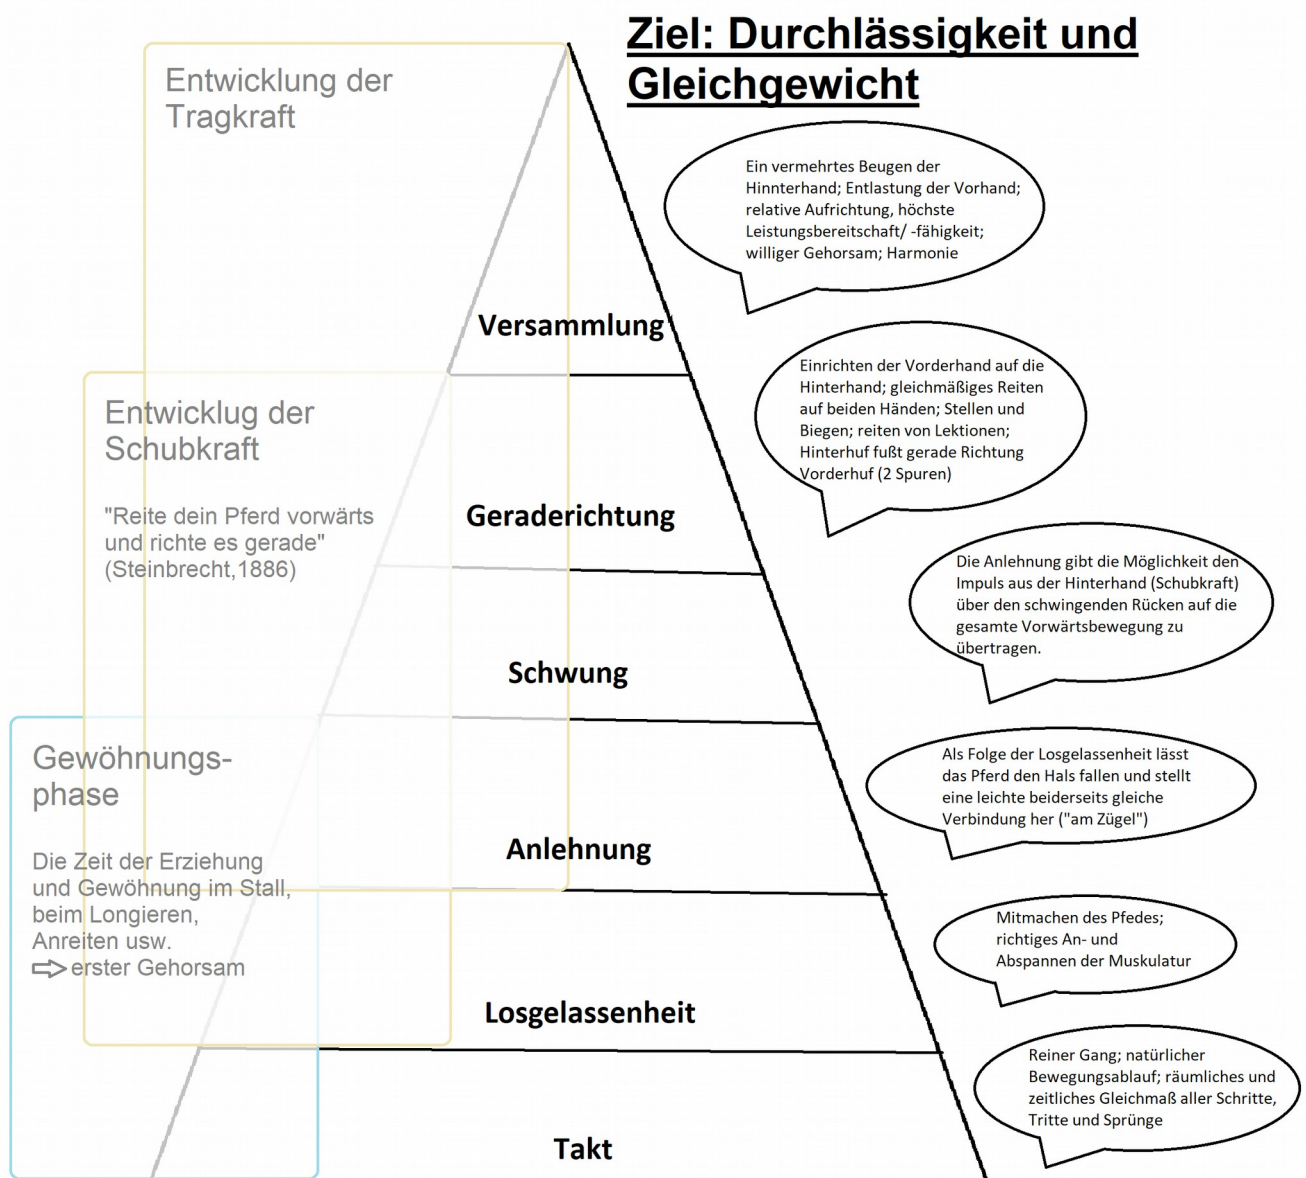 Ziel: Durchlässigkeit und
Gleichgewicht
Entwicklung der
Tragkraft
Ein vermehrtes Beugen der
Hinnterhand; Entlastung der Vorhand;
relative Aufrichtung, höchste
Leistungsbereitschaft/ -fähigkeit;
williger Gehorsam; Harmonie
Versammlung
Entwicklug der
Schubkraft
"Reite dein Pferd vorwärts
und richte es gerade"
(Steinbrecht,1886)
Einrichten der Vorderhand auf die
Hinterhand; gleichmäßiges Reiten
auf beiden Händen; Stellen und
Biegen; reiten von Lektionen;
Hinterhuf fußt gerade Richtung
Vorderhuf (2 Spuren)
Geraderichtung
Die Anlehnung gibt die Möglichkeit den
Impuls aus der Hinterhand (Schubkraft)
über den schwingenden Rücken auf die
gesamte Vorwärtsbewegung zu
übertragen.
Schwung
Gewöhnungs-
phase
Die Zeit der Erziehung
und Gewöhnung im Stall,
beim Longieren,
Anreiten usw.
⇨ erster Gehorsam
Als Folge der Losgelassenheit lässt
das Pferd den Hals fallen und stellt
eine leichte beiderseits gleiche
Verbindung her ("am Zügel")
Anlehnung
Mitmachen des Pfedes;
richtiges An- und
Abspannen der Muskulatur
Losgelassenheit
Reiner Gang; natürlicher
Bewegungsablauf; räumliches und
zeitliches Gleichmaß aller Schritte,
Tritte und Sprünge
Takt